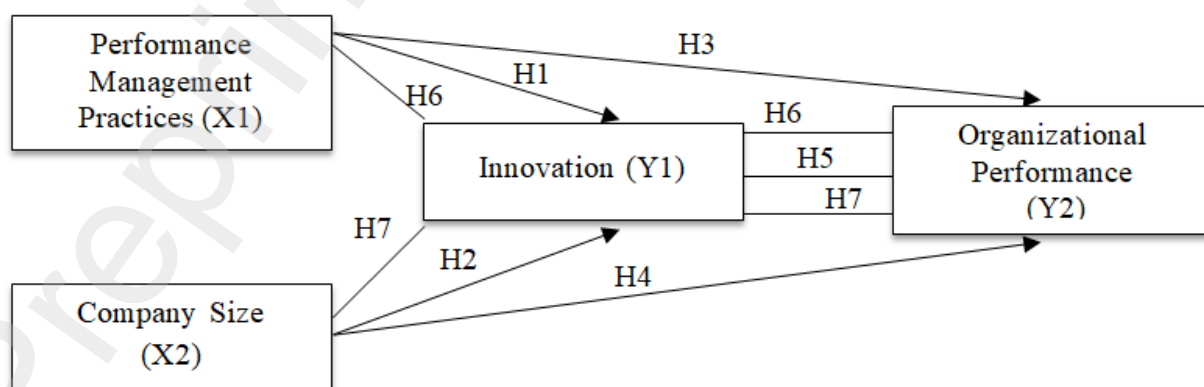 Performance
Management
Practices (X1)
H3
H1
H6
H6
Innovation (Y1)
H5
H7
Organizational
Performance
(Y2)
H7
H2
H4
Company Size
(X2)
Preprint